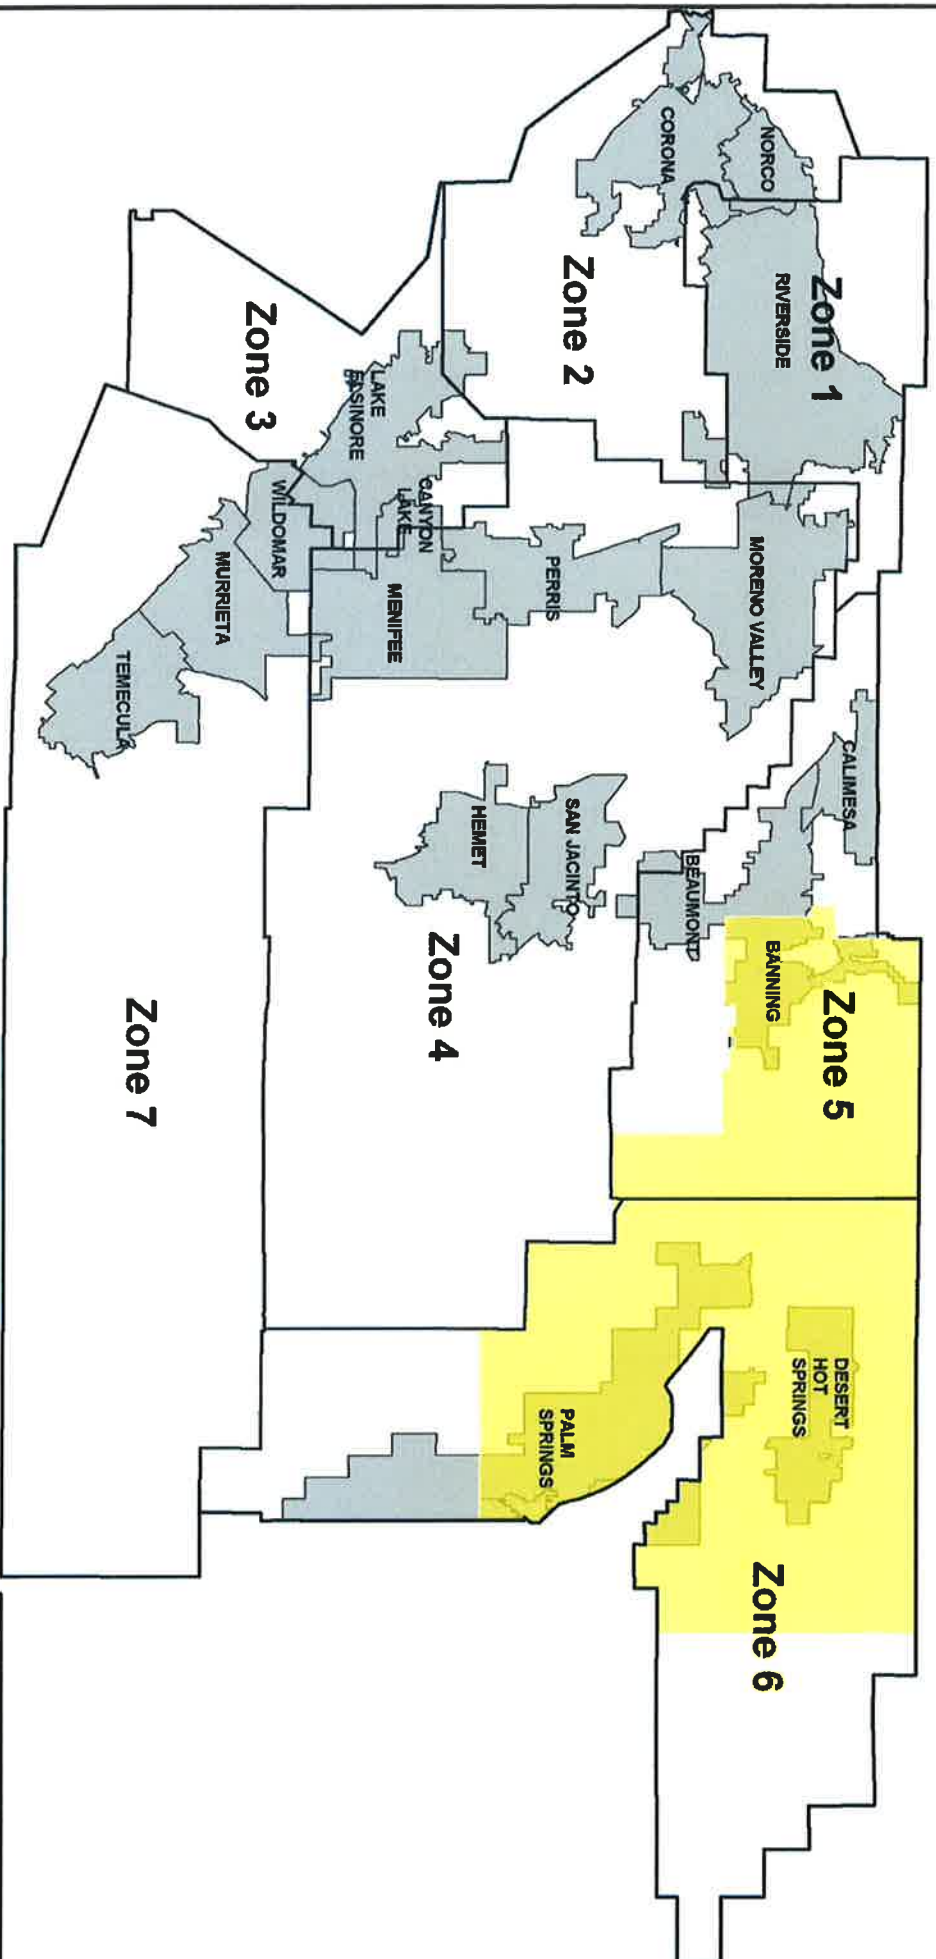 Zone 1
NORCO
RIVERSIDE
CORONA
Zone 2
MORENO VALLEY
CALIMESA
BEAUMONT
BANNING
Zone 5
PERRIS
SAN JACINTO
HEMET
Zone 4
LAKE
ELSINORE
CANYON
LAKE
MENIFEE
Zone 3
WILDOMAR
MURRIETA
TEMECULA
Zone 7
DESERT
HOT
SPRINGS
PALM
SPRINGS
Zone 6